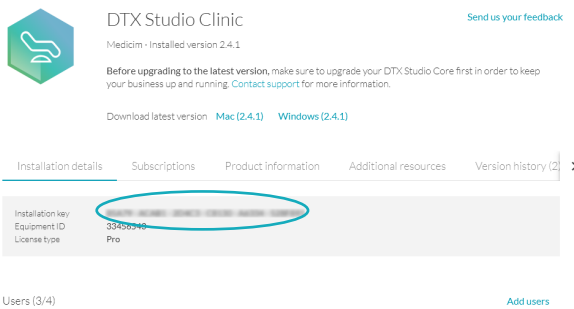 DTX Studio Clinic
Send us your feedback
Medicim · Installed version 2.4.1
Before upgrading to the latest version, make sure to upgrade your DTX Studio Core first in order to keep
your business up and running. Contact support for more information.
Download latest version Mac (2.4.1) Windows (2.4.1)
Installation details Subscriptions Product information Additional resources Version history (2
Installation key
Equipment ID 33456543
License type Pro
Users (3/4) Add users